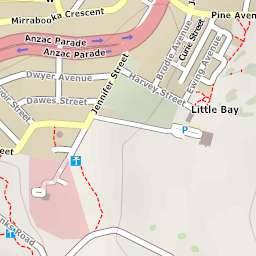 Mirrabooka Crescent
Pine Avenue
Anzac Parade
Anzac Parade
Curie Street
Brodie Avenue
Ewing Avenue
Dwyer Avenue
Jennifer Street
Harvey Street
Dawes Street
Little Bay
P
Road